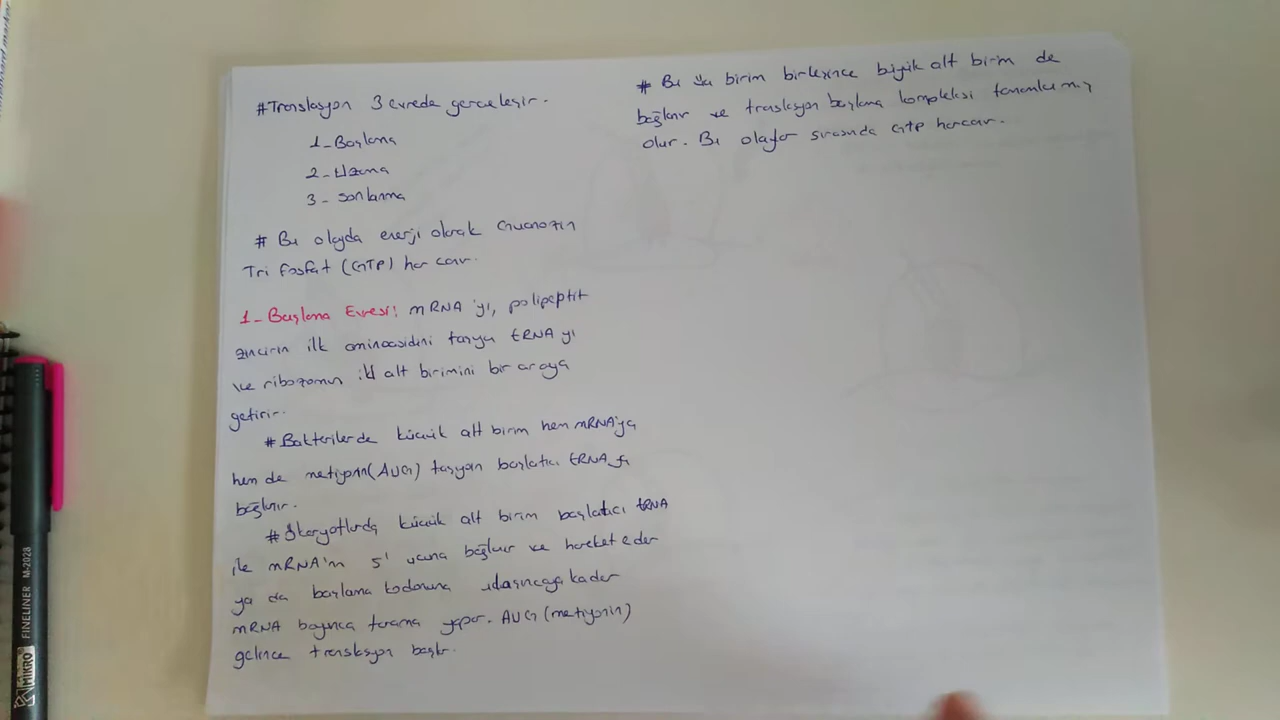 #Translasyon 3 evrede gerçekleşir.
1-Başlama
2-Uzama
3-Sonlanma
# Bu olayda enerji olarak Guanozin
Tri fosfat (GTP) harcanır.
1-Başlama Evresi: mRNA'yı, polipeptit
zincirin ilk aminoasidini taşıyan tRNA'yı
ve ribozomun iki alt birimini bir araya
getirir.
# Bakterilerde küçük alt birim hem mRNA'ya
hem de metiyonin(AUG) taşıyan başlatıcı tRNA'ya
bağlanır.
# Ökaryotlarda küçük alt birim başlatıcı tRNA
ile mRNA'nın 5' ucuna bağlanır ve hareket eder
ya da başlama kodonuna ulaşıncaya kadar
mRNA boyunca tarama yapar. AUG (metiyonin)
gelince translasyon başlar.
# Bu birim birleşince büyük alt birim de
bağlanır ve translasyon başlama kompleksi tamamlanmış
olur. Bu olaylar sırasında GTP harcanır.
FINELINER M-2028
MIKRO
board marker